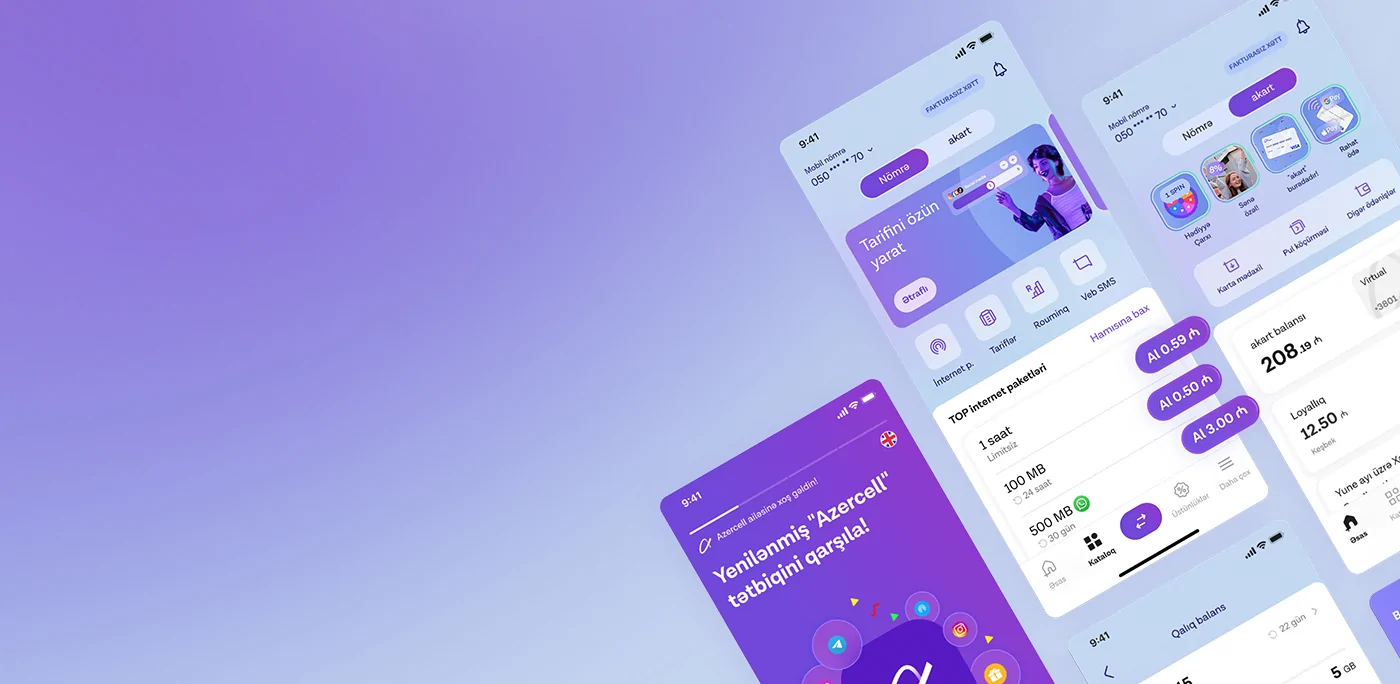 9:41
Azercell ailəsinə xoş gəldin!
Yenilənmiş "Azercell"
tətbiqini qarşıla!
9:41
FAKTURASIZ XƏTT
Mobil nömrə
050 *** ** 70
Nömrə
akart
Tarifini özün
yarat
Ətraflı
İnternet p.
Tariflər
R
Rouminq
Veb SMS
TOP internet paketləri
Hamısına bax
1 saat
Limitsiz
Al 0.59 ₼
100 MB
24 saat
Al 0.50 ₼
500 MB
30 gün
Al 3.00 ₼
Əsas
Kataloq
Üstünlüklər
Daha çox
9:41
FAKTURASIZ XƏTT
Mobil nömrə
050 *** ** 70
Nömrə
akart
1 SPIN
Hədiyyə
Çarxı
8%
Sənə
özəl!
VISA
"akart"
buradadır!
G Pay
Pay
Rahat
ödə
Karta mədaxil
Pul köçürməsi
Digər ödənişlər
akart balansı
208.19 ₼
Virtual
3801
Loyallıq
12.50 ₼
Keşbek
Əsas
9:41
Qalıq balans
22 gün
5 GB